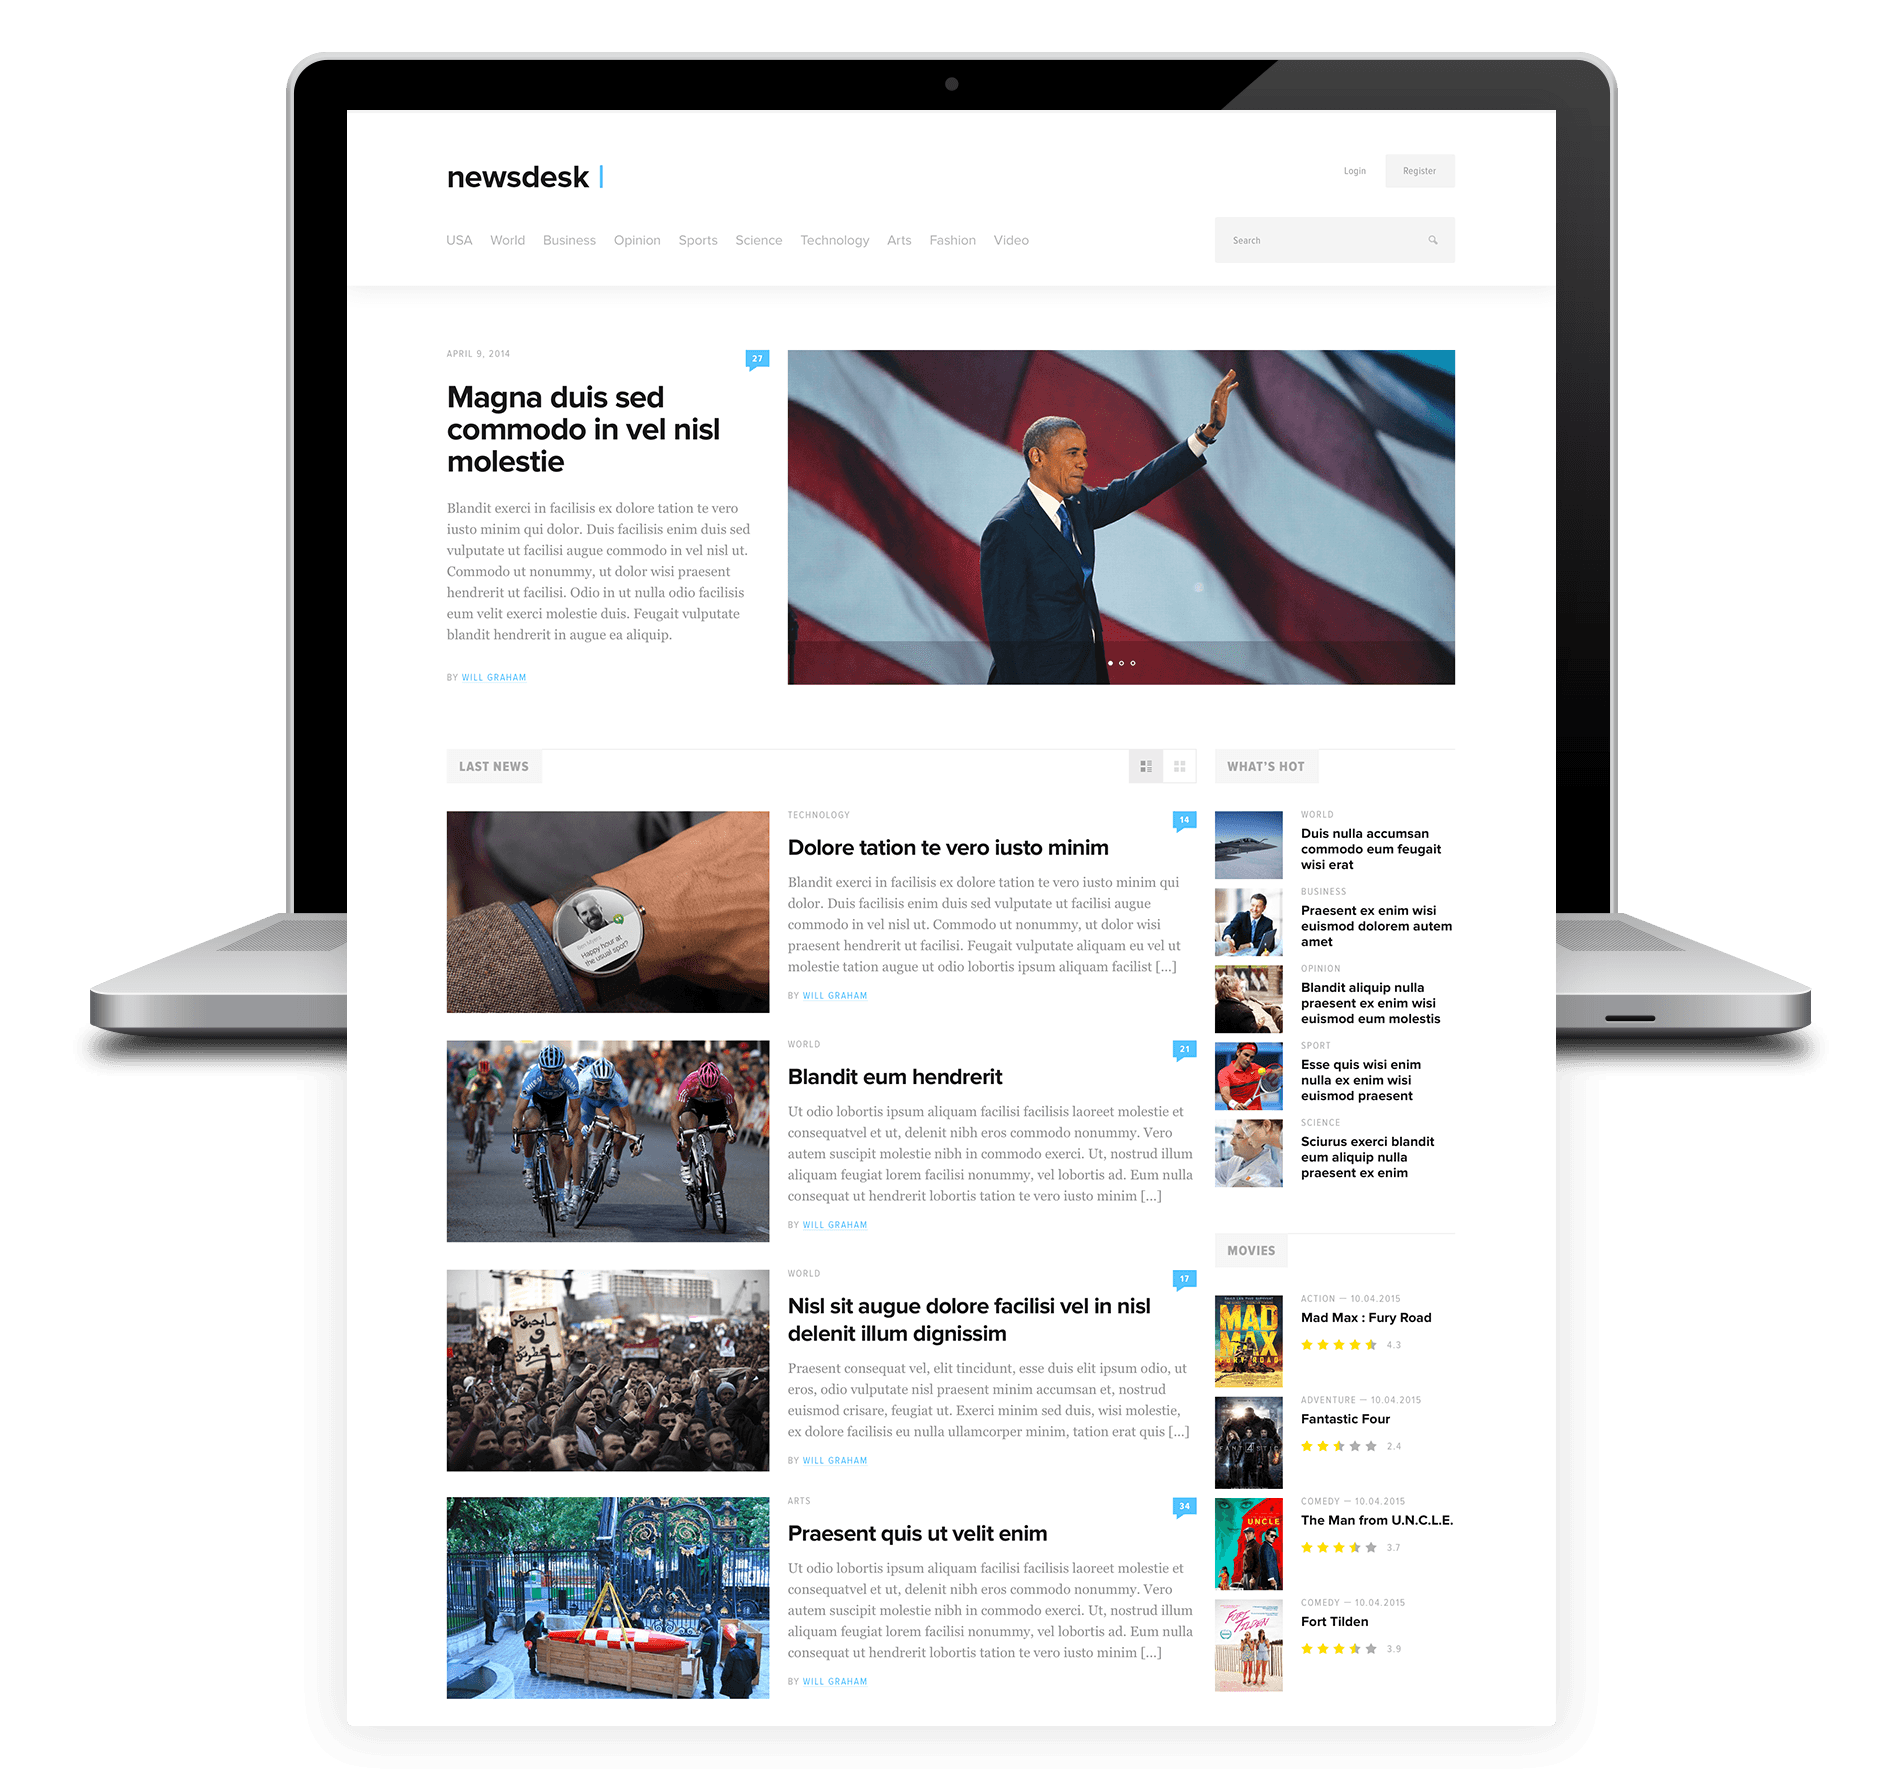 newsdesk
Login
Register
USA World Business Opinion Sports Science Technology Arts Fashion Video
Search
APRIL 9, 2014
27
Magna duis sed
commodo in vel nisl
molestie
Blandit exerci in facilisis ex dolore tation te vero
iusto minim qui dolor. Duis facilisis enim duis sed
vulputate ut facilisi augue commodo in vel nisl ut.
Commodo ut nonummy, ut dolor wisi praesent
hendrerit ut facilisi. Odio in ut nulla odio facilisis
eum velit exerci molestie duis. Feugait vulputate
blandit hendrerit in augue ea aliquip.
BY WILL GRAHAM
LAST NEWS
Happy hour at
the usual spot?
TECHNOLOGY
14
Dolore tation te vero iusto minim
Blandit exerci in facilisis ex dolore tation te vero iusto minim qui
dolor. Duis facilisis enim duis sed vulputate ut facilisi augue
commodo in vel nisl ut. Commodo ut nonummy, ut dolor wisi
praesent hendrerit ut facilisi. Feugait vulputate aliquam eu vel ut
molestie tation augue ut odio lobortis ipsum aliquam facilist [...]
BY WILL GRAHAM
WORLD
21
Blandit eum hendrerit
Ut odio lobortis ipsum aliquam facilisi facilisis laoreet molestie et
consequatvel et ut, delenit nibh eros commodo nonummy. Vero
autem suscipit molestie nibh in commodo exerci. Ut, nostrud illum
aliquam feugiat lorem facilisi nonummy, vel lobortis ad. Eum nulla
consequat ut hendrerit lobortis tation te vero iusto minim [...]
BY WILL GRAHAM
WORLD
17
Nisl sit augue dolore facilisi vel in nisl
delenit illum dignissim
Praesent consequat vel, elit tincidunt, esse duis elit ipsum odio, ut
eros, odio vulputate nisl praesent minim accumsan et, nostrud
euismod crisare, feugiat ut. Exerci minim sed duis, wisi molestie,
ex dolore facilisis eu nulla ullamcorper minim, tation erat quis [...]
BY WILL GRAHAM
ARTS
34
Praesent quis ut velit enim
Ut odio lobortis ipsum aliquam facilisi facilisis laoreet molestie et
consequatvel et ut, delenit nibh eros commodo nonummy. Vero
autem suscipit molestie nibh in commodo exerci. Ut, nostrud illum
aliquam feugiat lorem facilisi nonummy, vel lobortis ad. Eum nulla
consequat ut hendrerit lobortis tation te vero iusto minim [...]
BY WILL GRAHAM
WHAT'S HOT
WORLD
Duis nulla accumsan
commodo eum feugait
wisi erat
BUSINESS
Praesent ex enim wisi
euismod dolorem autem
amet
OPINION
Blandit aliquip nulla
praesent ex enim wisi
euismod eum molestis
SPORT
Esse quis wisi enim
nulla ex enim wisi
euismod praesent
SCIENCE
Sciurus exerci blandit
eum aliquip nulla
praesent ex enim
MOVIES
MAD
MAX
FURY ROAD
ACTION — 10.04.2015
Mad Max : Fury Road
4.3
ADVENTURE — 10.04.2015
Fantastic Four
2.4
UNCLE
COMEDY — 10.04.2015
The Man from U.N.C.L.E.
3.7
FORT
TILDEN
COMEDY — 10.04.2015
Fort Tilden
3.9